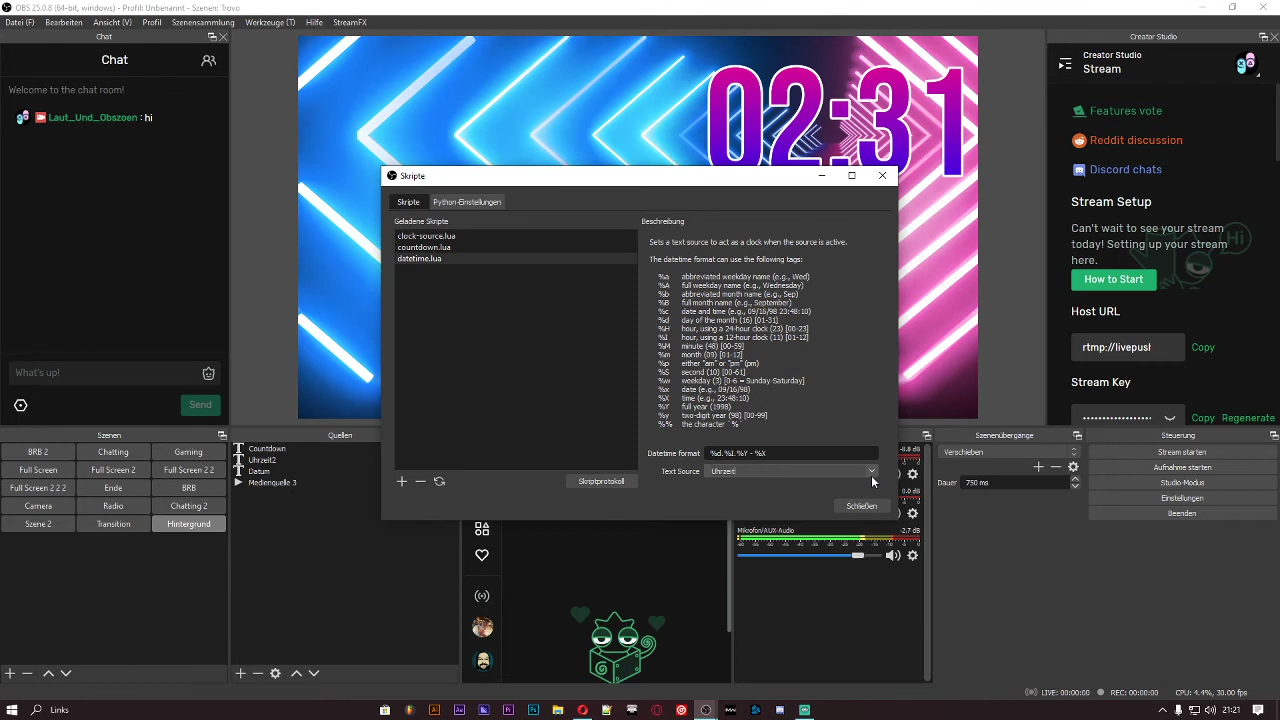 OBS 25.0.8 (64-bit, windows) - Profil: Unbenannt - Szenen: Trovo
Datei (F) Bearbeiten Ansicht (V) Profil Szenensammlung Werkzeuge (T) Hilfe StreamFX
Chat
Chat
Welcome to the chat room!
Laut_Und_Obszoen : hi
What's up!
Send
02:31
Skripte
Skripte Python-Einstellungen
Geladene Skripte
clock-source.lua
countdown.lua
datetime.lua
Skriptprotokoll
Beschreibung
Sets a text source to act as a clock when the source is active.
The datetime format can use the following tags:
%a abbreviated weekday name (e.g., Wed)
%A full weekday name (e.g., Wednesday)
%b abbreviated month name (e.g., Sep)
%B full month name (e.g., September)
%c date and time (e.g., 09/16/98 23:48:10)
%d day of the month (16) [01-31]
%H hour, using a 24-hour clock (23) [00-23]
%I hour, using a 12-hour clock (11) [01-12]
%M minute (48) [00-59]
%m month (09) [01-12]
%p either "am" or "pm" (pm)
%S second (10) [00-61]
%w weekday (3) [0-6 = Sunday-Saturday]
%x date (e.g., 09/16/98)
%X time (e.g., 23:48:10)
%Y full year (1998)
%y two-digit year (98) [00-99]
%% the character `%´
Datetime format %d.%I.%Y - %X
Text Source Uhrzeit
Schließen
Creator Studio
Creator Studio
Stream
Features vote
Reddit discussion
Discord chats
Stream Setup
Can't wait to see your stream
today! Setting up your stream
here.
Hi
How to Start
Host URL
rtmp://livepush Copy
Stream Key
Copy Regenerate
Szenen
BRB 2 Chatting Gaming
Full Screen Full Screen 2 Full Screen 2 2
Full Screen 2 2 2 Ende BRB
Camera Radio Chatting 2
Szene 2 Transition Hintergrund
Quellen
Countdown
Uhrzeit2
Datum
Medienquelle 3
-8.8 dB
0.0 dB
Mikrofon/AUX-Audio -2.7 dB
Szenenübergänge
Verschieben
Dauer 750 ms
Steuerung
Stream starten
Aufnahme starten
Studio-Modus
Einstellungen
Beenden
LIVE: 00:00:00 REC: 00:00:00 CPU: 4.4%, 30.00 fps
Links
21:21